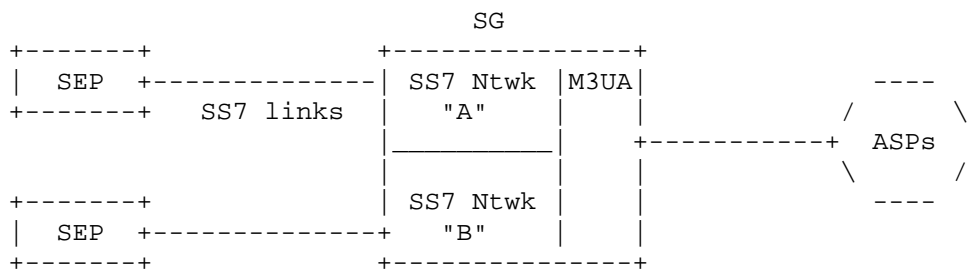 SG
SEP SS7 Ntwk M3UA
SS7 links "A"
ASPs
SS7 Ntwk
SEP "B"